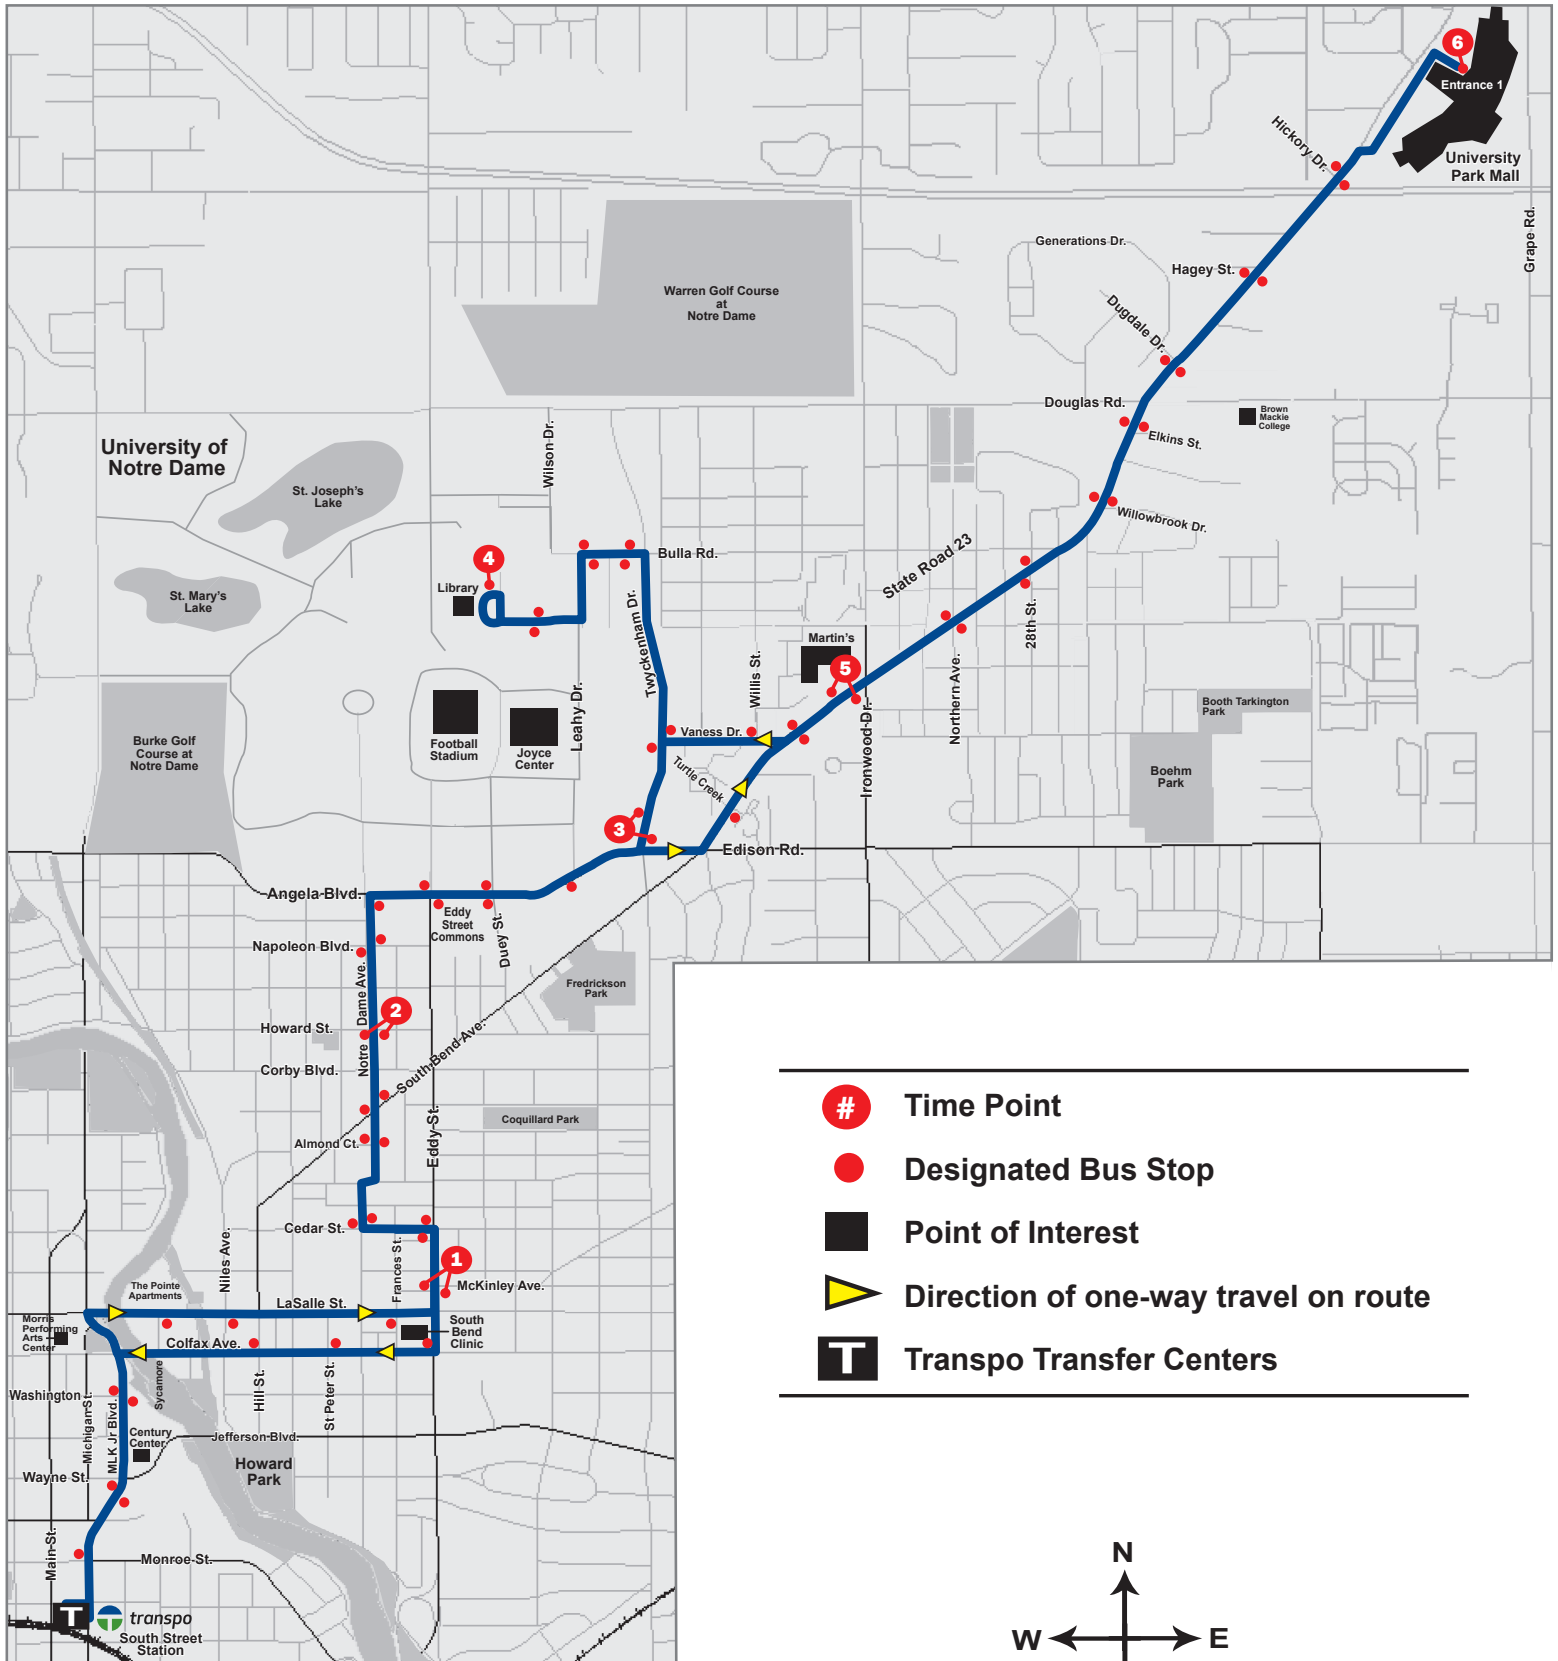 6
Entrance 1
University
Park Mall
Hickory Dr.
Grape Rd.
Generations Dr.
Hagey St.
Warren Golf Course
at
Notre Dame
Dugdale Dr.
Douglas Rd.
Brown
Mackie
College
Elkins St.
University of
Notre Dame
Wilson Dr.
St. Joseph's
Lake
Willowbrook Dr.
State Road 23
Bulla Rd.
4
Library
St. Mary's
Lake
Twyckenham Dr.
28th St.
Martin's
5
Willis St.
Northern Ave.
Ironwood Dr.
Leahy Dr.
Booth Tarkington
Park
Vaness Dr.
Football
Stadium
Joyce
Center
Burke Golf
Course at
Notre Dame
Turtle Creek
Boehm
Park
3
Edison Rd.
Angela Blvd.
Eddy
Street
Commons
Duey St.
Napoleon Blvd.
Fredrickson
Park
Notre Dame Ave.
2
Howard St.
South Bend Ave.
Corby Blvd.
Coquillard Park
Almond Ct.
Eddy St.
Cedar St.
Niles Ave.
Frances St.
1
McKinley Ave.
The Pointe
Apartments
LaSalle St.
Morris
Performing
Arts
Center
South
Bend
Clinic
Colfax Ave.
Sycamore
Hill St.
St Peter St.
Washington
Michigan St.
MLK Jr Blvd.
Century
Center
Jefferson Blvd.
Howard
Park
Wayne St.
Main St.
Monroe St.
T
transpo
South Street
Station
# Time Point
Designated Bus Stop
Point of Interest
Direction of one-way travel on route
T Transpo Transfer Centers
N
W E